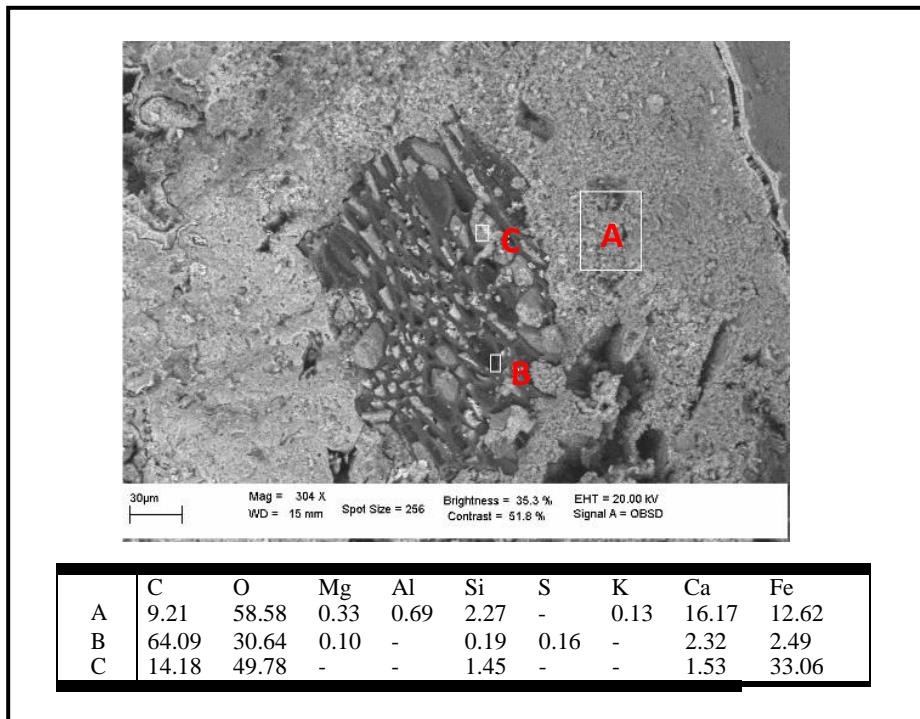 C
A
B
30µm
Mag = 304 X
WD = 15 mm
Spot Size = 256
Brightness = 35.3 %
Contrast = 51.8 %
EHT = 20.00 kV
Signal A = OBSD
C O Mg Al Si S K Ca Fe
A 9.21 58.58 0.33 0.69 2.27 - 0.13 16.17 12.62
B 64.09 30.64 0.10 - 0.19 0.16 - 2.32 2.49
C 14.18 49.78 - - 1.45 1.53 33.06